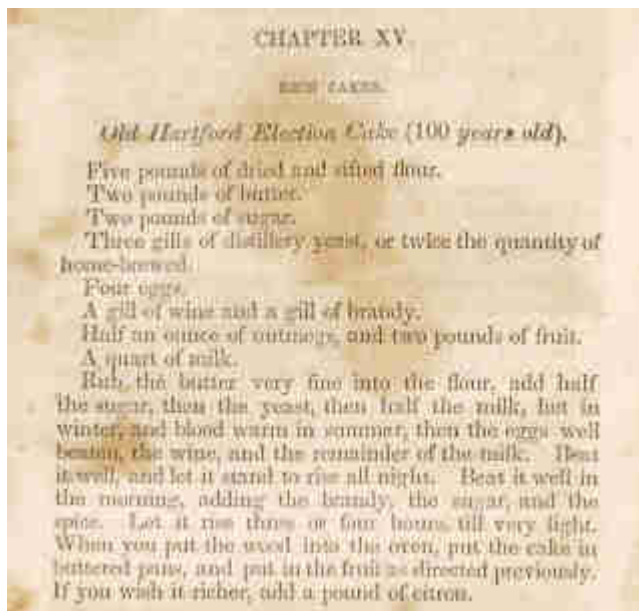 CHAPTER XV.
RICH CAKES.
Old Hartford Election Cake (100 years old).
Five pounds of dried and sifted flour.
Two pounds of butter.
Two pounds of sugar.
Three gills of distillery yeast, or twice the quantity of
home-brewed.
Four eggs.
A gill of wine and a gill of brandy.
Half an ounce of nutmegs, and two pounds of fruit.
A quart of milk.
Rub the butter very fine into the flour, add half
the sugar, then the yeast, then half the milk, hot in
winter, and blood warm in summer, then the eggs well
beaten, the wine, and the remainder of the milk. Beat
it well, and let it stand to rise all night. Beat it well in
the morning, adding the brandy, the sugar, and the
spice. Let it rise three or four hours, till very light.
When you put the wood into the oven, put the cake in
buttered pans, and put in the fruit as directed previously.
If you wish it richer, add a pound of citron.